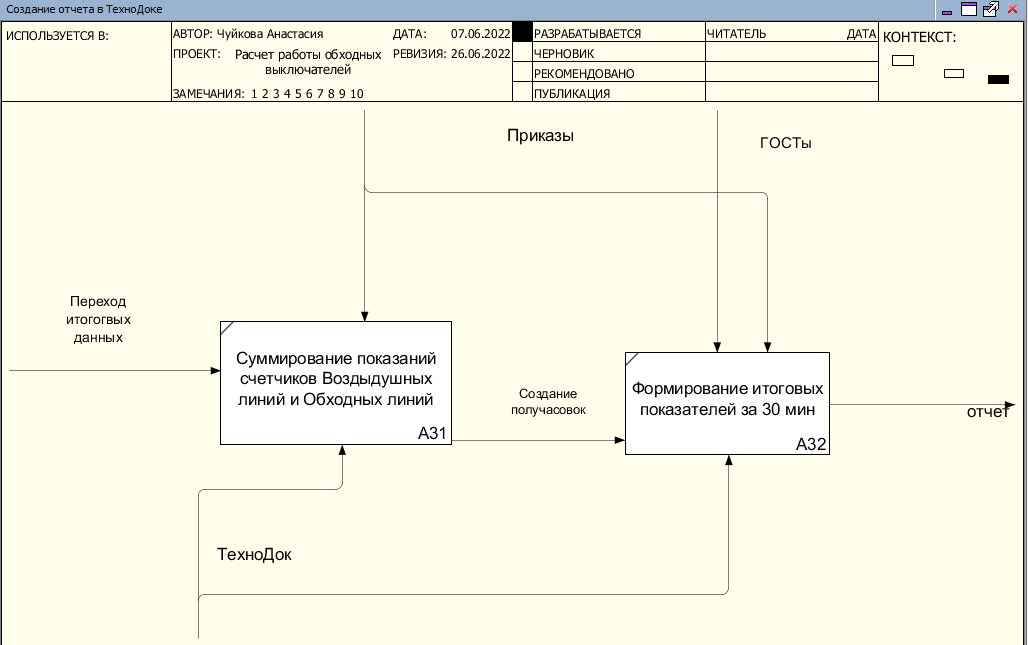 Создание отчета в ТехноДоке
ИСПОЛЬЗУЕТСЯ В:
АВТОР: Чуйкова Анастасия
ДАТА: 07.06.2022
ПРОЕКТ: Расчет работы обходных
выключателей
РЕВИЗИЯ: 26.06.2022
ЗАМЕЧАНИЯ: 1 2 3 4 5 6 7 8 9 10
РАЗРАБАТЫВАЕТСЯ
ЧЕРНОВИК
РЕКОМЕНДОВАНО
ПУБЛИКАЦИЯ
ЧИТАТЕЛЬ
ДАТА
КОНТЕКСТ:
Приказы
ГОСТы
Переход
итогогвых
данных
Суммирование показаний
счетчиков Воздыдушных
линий и Обходных линий
A31
Создание
получасовок
Формирование итоговых
показателей за 30 мин
A32
отчет
ТехноДок